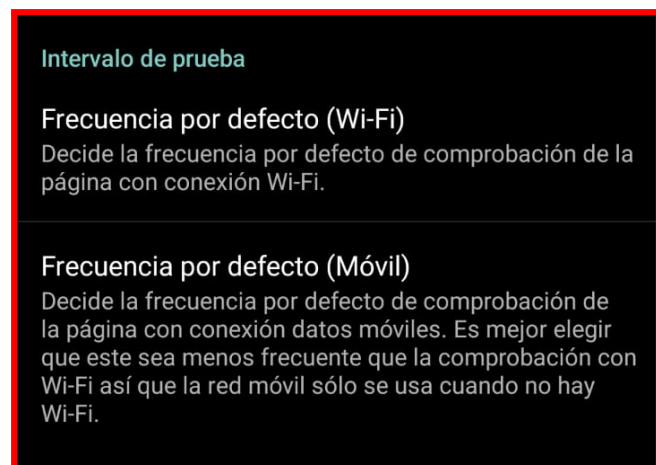 Intervalo de prueba
Frecuencia por defecto (Wi-Fi)
Decide la frecuencia por defecto de comprobación de la
página con conexión Wi-Fi.
Frecuencia por defecto (Móvil)
Decide la frecuencia por defecto de comprobación de
la página con conexión datos móviles. Es mejor elegir
que este sea menos frecuente que la comprobación con
Wi-Fi así que la red móvil sólo se usa cuando no hay
Wi-Fi.